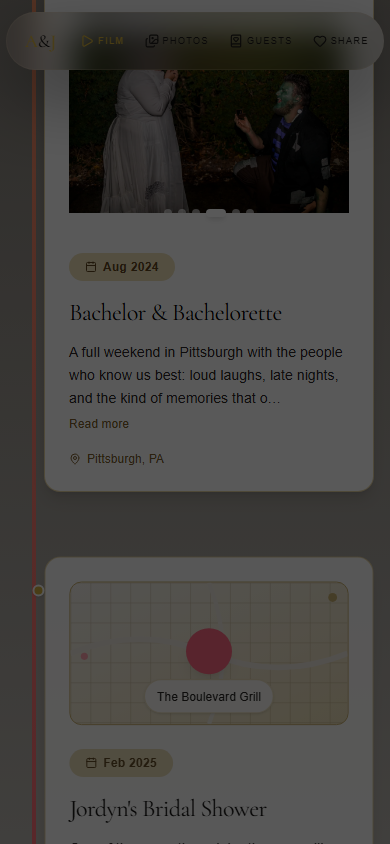 &
FILM
PHOTOS
GUESTS
SHARE
Aug 2024
Bachelor & Bachelorette
A full weekend in Pittsburgh with the people
who know us best: loud laughs, late nights,
and the kind of memories that o...
Read more
Pittsburgh, PA
The Boulevard Grill
Feb 2025
Jordyn's Bridal Shower